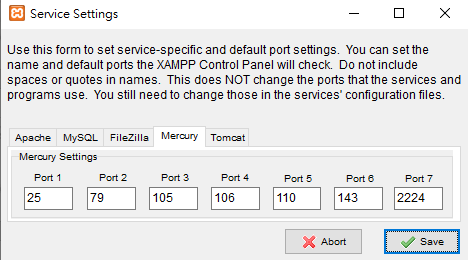 Service Settings
Use this form to set service-specific and default port settings.  You can set the
name and default ports the XAMPP Control Panel will check.  Do not include
spaces or quotes in names.  This does NOT change the ports that the services and
programs use.  You still need to change those in the services' configuration files.
Apache MySQL FileZilla Mercury Tomcat
Mercury Settings
Port 1 Port 2 Port 3 Port 4 Port 5 Port 6 Port 7
25 79 105 106 110 143 2224
Abort Save